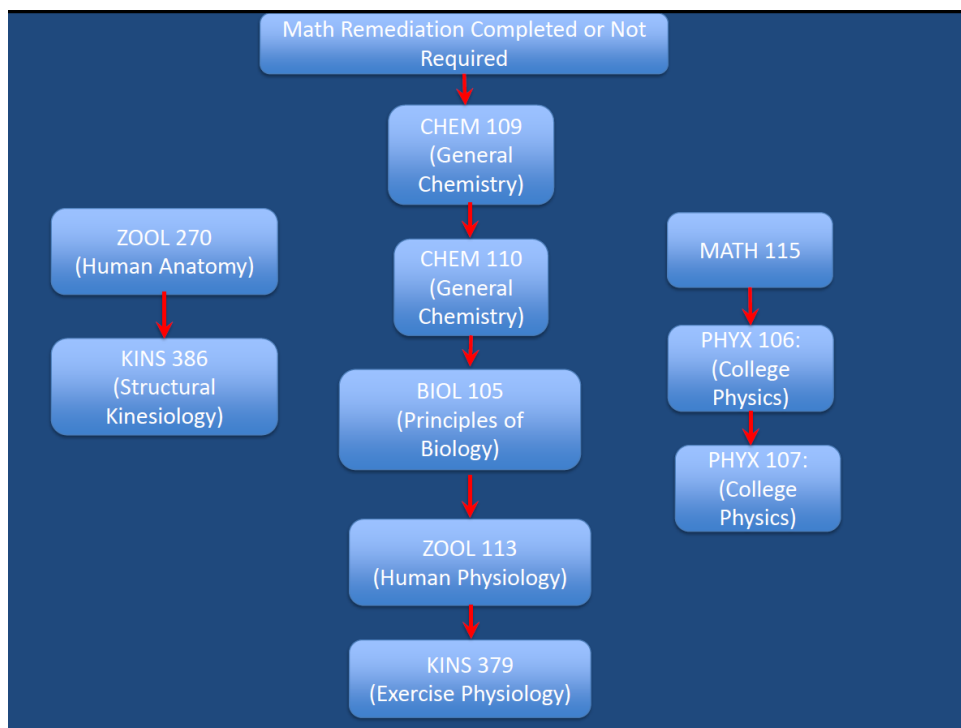 Math Remediation Completed or Not
Required
CHEM 109
(General
Chemistry)
CHEM 110
(General
Chemistry)
BIOL 105
(Principles of
Biology)
ZOOL 113
(Human Physiology)
KINS 379
(Exercise Physiology)
ZOOL 270
(Human Anatomy)
KINS 386
(Structural
Kinesiology)
MATH 115
PHYX 106:
(College
Physics)
PHYX 107:
(College
Physics)